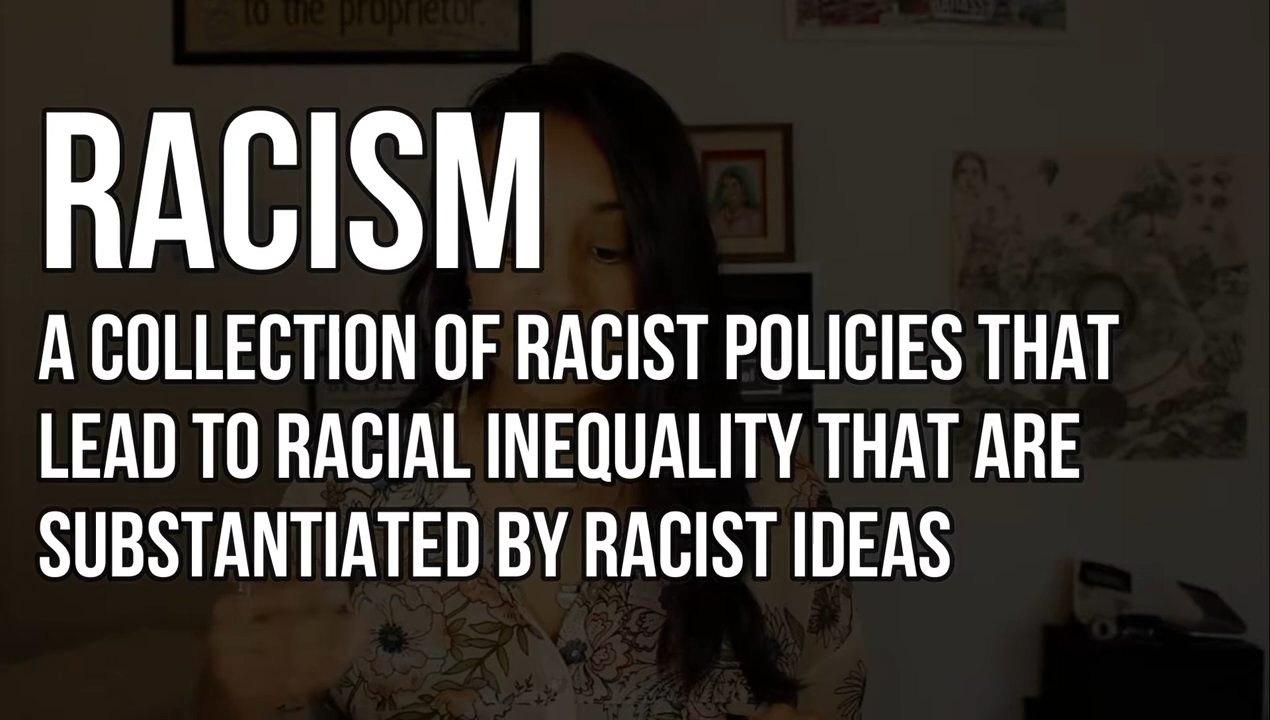 to the proprietor.
RACISM
A COLLECTION OF RACIST POLICIES THAT
LEAD TO RACIAL INEQUALITY THAT ARE
SUBSTANTIATED BY RACIST IDEAS